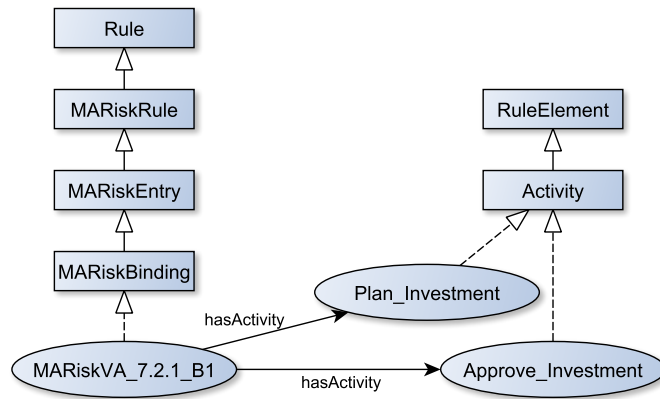 Rule
MARiskRule
RuleElement
MARiskEntry
Activity
MARiskBinding
Plan_Investment
hasActivity
MARiskVA_7.2.1_B1
Approve_Investment
hasActivity